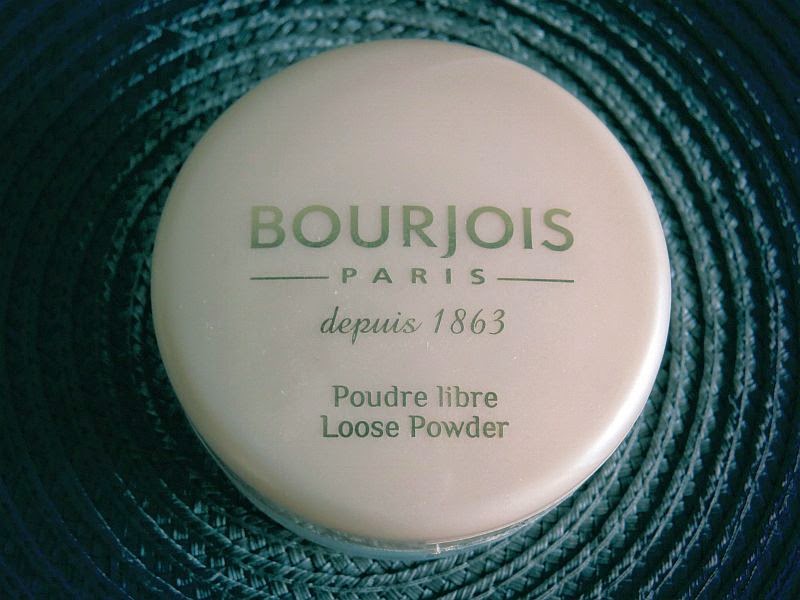 BOURJOIS
PARIS
depuis 1863
Poudre libre
Loose Powder